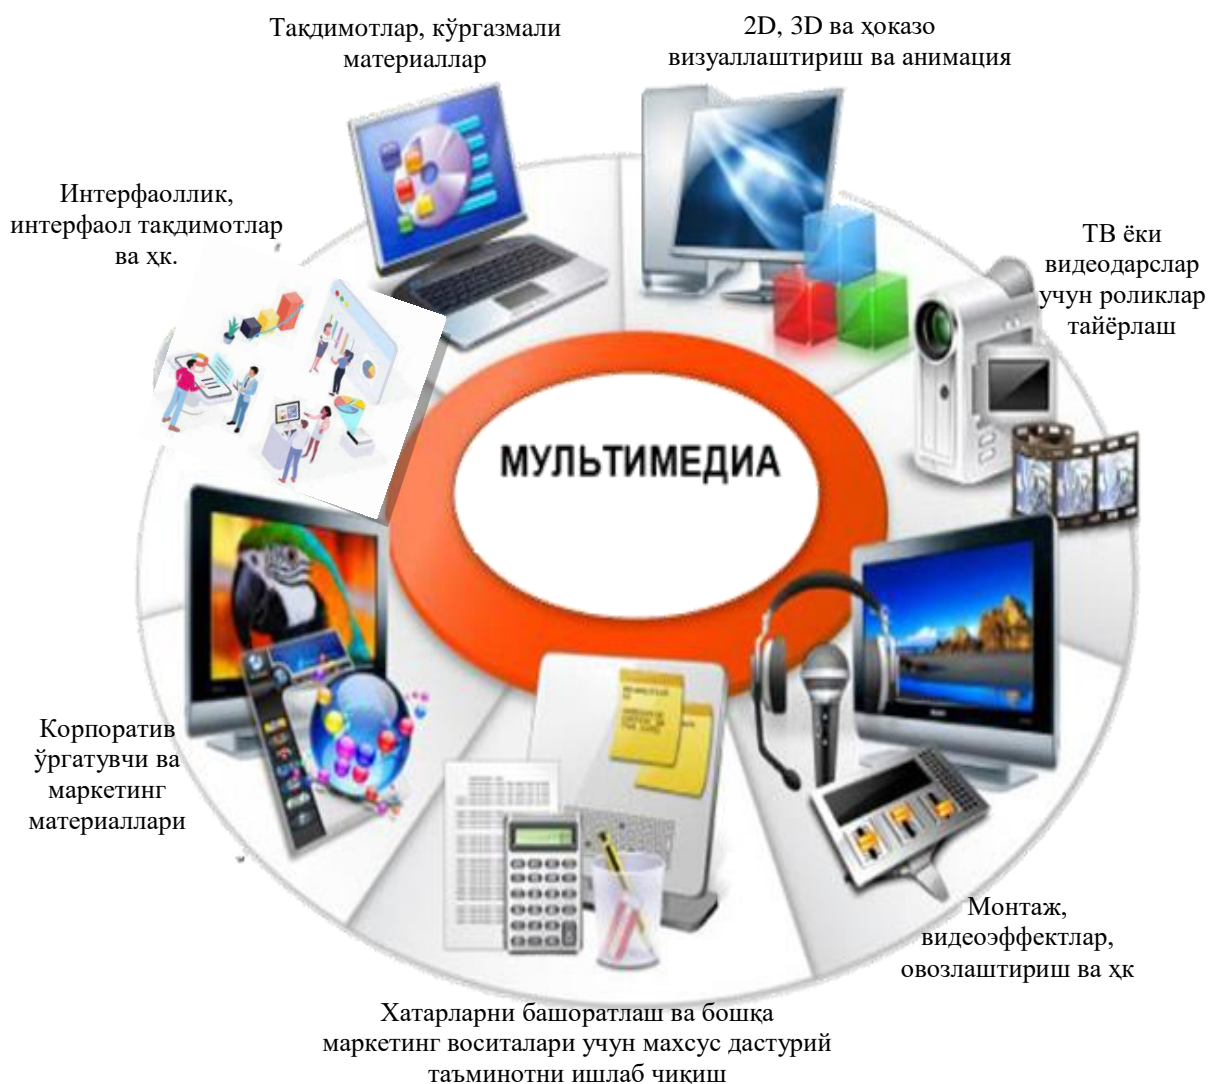 Тақдимотлар, кўргазмали
материаллар
2D, 3D ва ҳоказо
визуаллаштириш ва анимация
Интерфаоллик,
интерфаол тақдимотлар
ва ҳк.
ТВ ёки
видеодарслар
учун роликлар
тайёрлаш
МУЛЬТИМЕДИА
Корпоратив
ўргатувчи ва
маркетинг
материаллари
Монтаж,
видеоэффектлар,
овозлаштириш ва ҳк
Хатарларни башоратлаш ва бошқа
маркетинг воситалари учун махсус дастурий
таъминотни ишлаб чиқиш